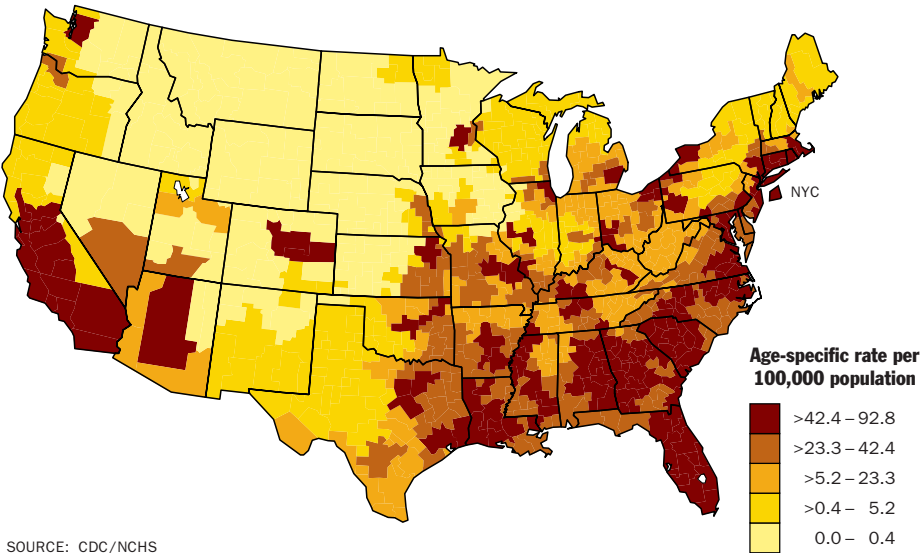 NYC
Age-specific rate per
100,000 population
>42.4 – 92.8
>23.3 – 42.4
>5.2 – 23.3
>0.4 – 5.2
0.0 – 0.4
SOURCE: CDC/NCHS